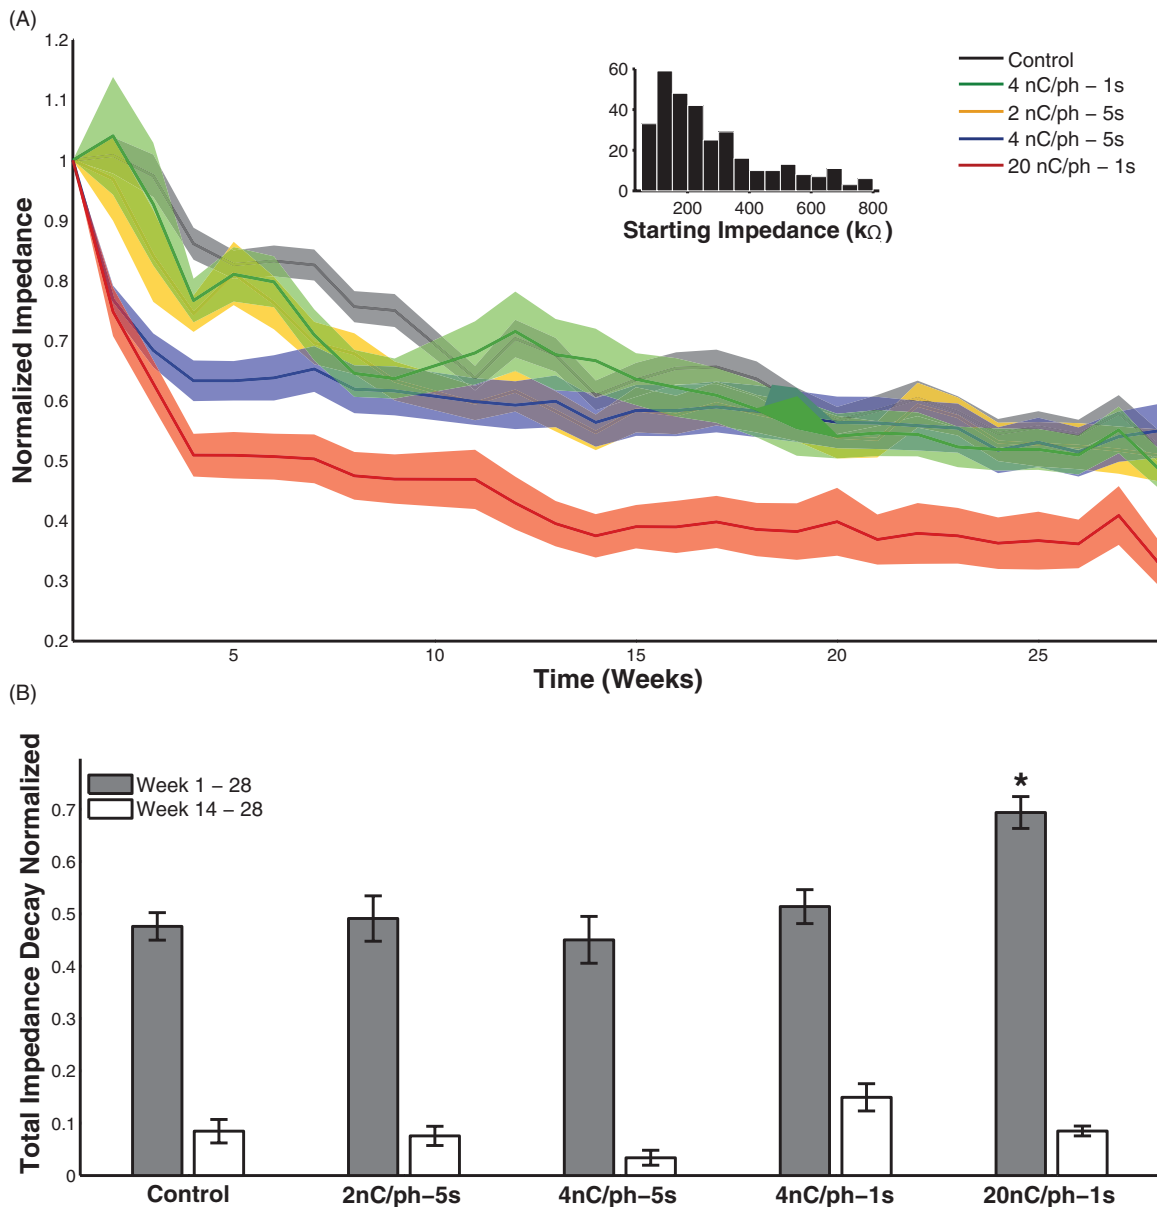 (A)
Normalized Impedance
1.2
1.1
1
0.9
0.8
0.7
0.6
0.5
0.4
0.3
0.2
5
10
15
20
25
Time (Weeks)
60
40
20
0
200
400
600
800
Starting Impedance (kΩ)
Control
4 nC/ph – 1s
2 nC/ph – 5s
4 nC/ph – 5s
20 nC/ph – 1s
(B)
Total Impedance Decay Normalized
Week 1 – 28
Week 14 – 28
*
0.7
0.6
0.5
0.4
0.3
0.2
0.1
0
Control
2nC/ph–5s
4nC/ph–5s
4nC/ph–1s
20nC/ph–1s